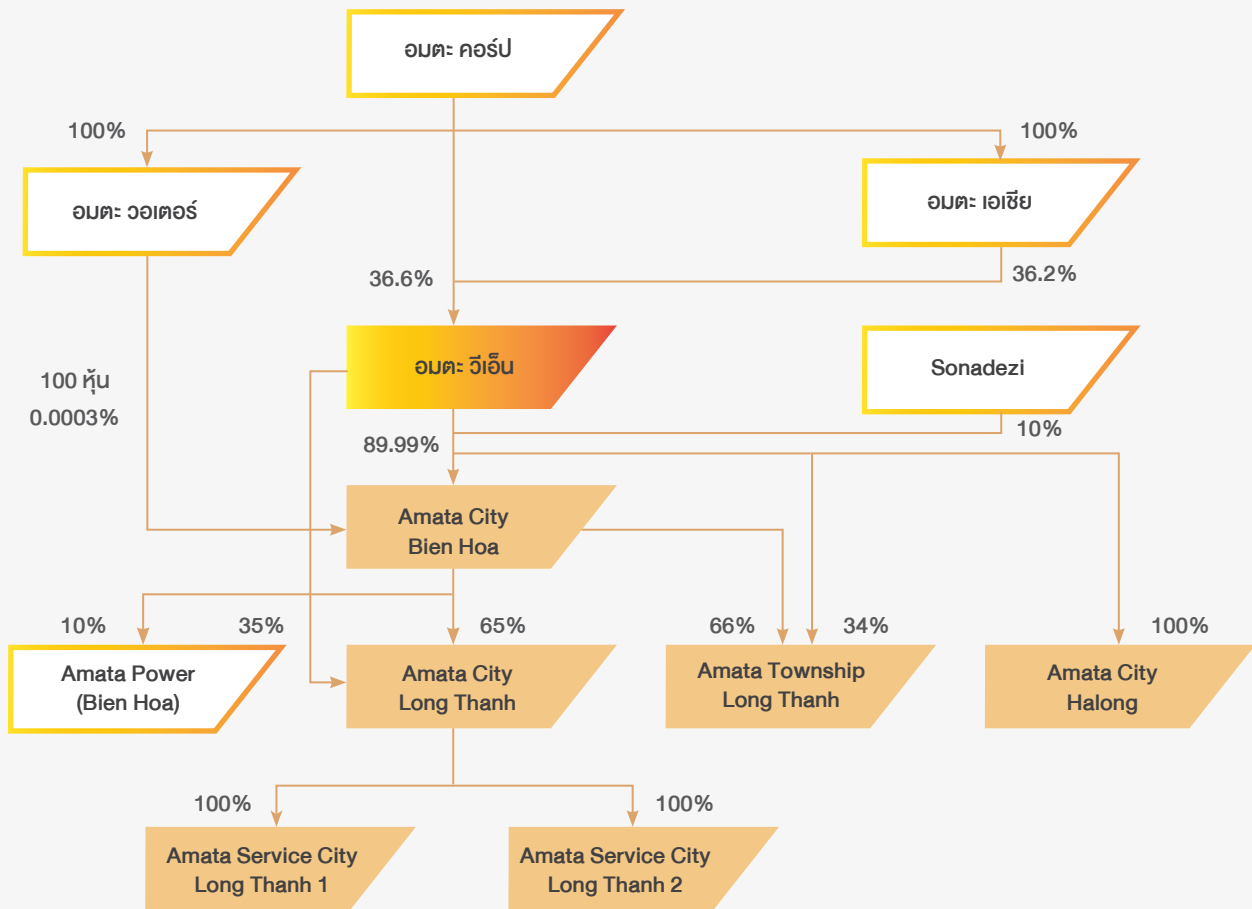 อมตะ คอร์ป
100%
100%
อมตะ วอเตอร์
อมตะ เอเชีย
36.6%
36.2%
อมตะ วีเอ็น
Sonadezi
100 หุ้น
0.0003%
89.99%
10%
Amata City
Bien Hoa
10%
35%
65%
66%
34%
100%
Amata Power
(Bien Hoa)
Amata City
Long Thanh
Amata Township
Long Thanh
Amata City
Halong
100%
100%
Amata Service City
Long Thanh 1
Amata Service City
Long Thanh 2